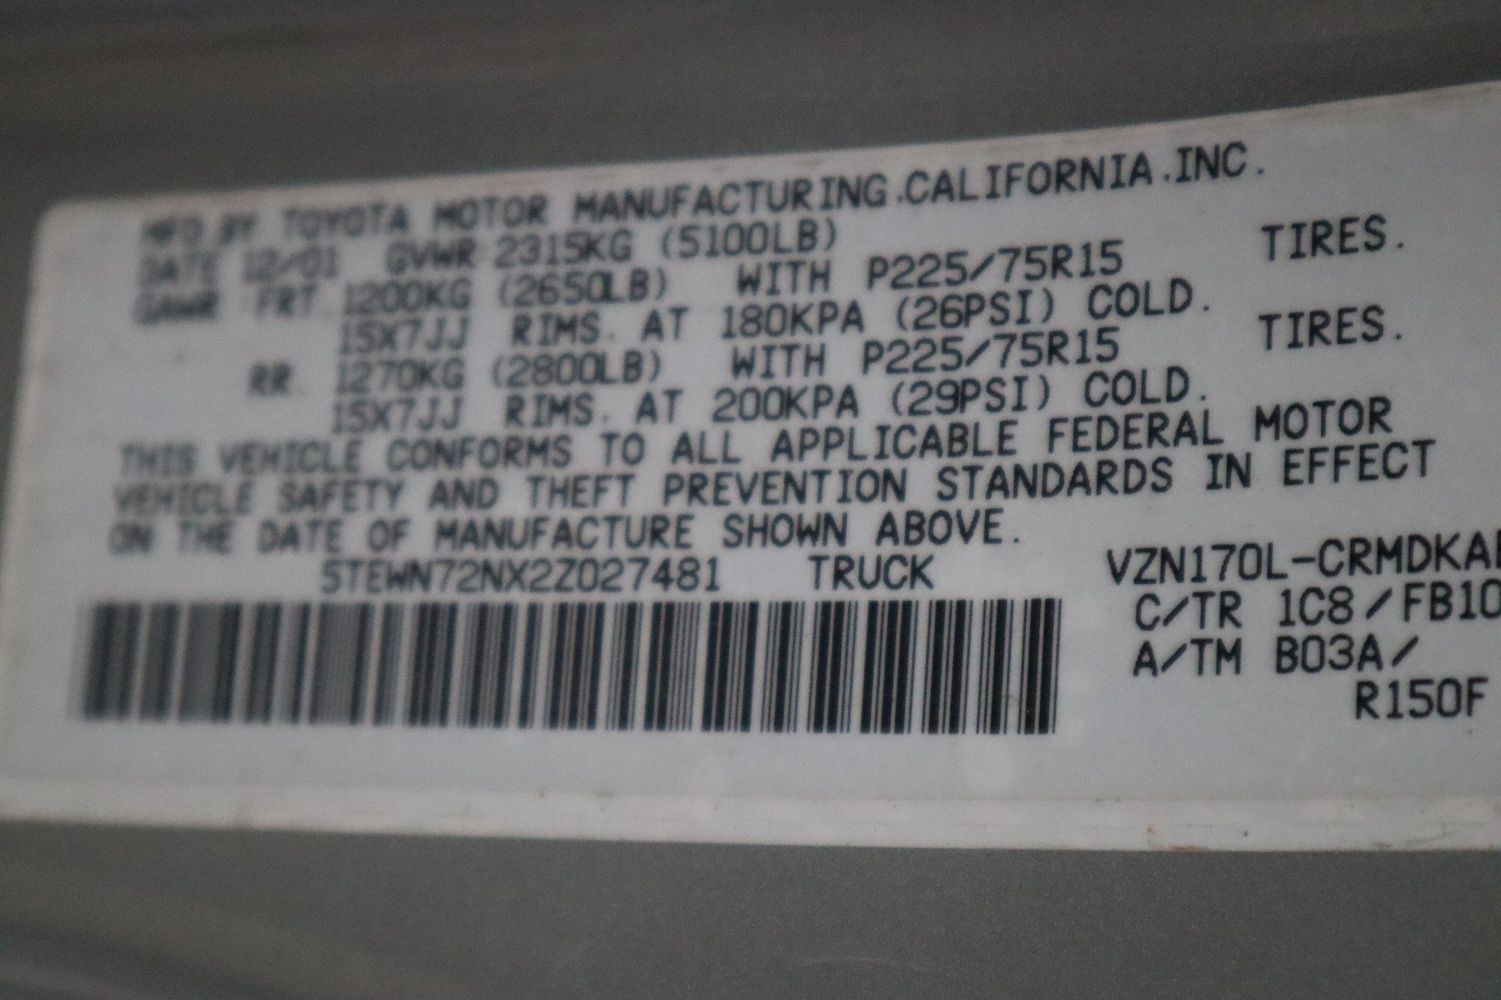 MFD BY TOYOTA MOTOR MANUFACTURING.CALIFORNIA.INC.
DATE 12/01 GVWR 2315KG (5100LB)
GAWR FRT. 1200KG (2650LB) WITH P225/75R15 TIRES.
15X7JJ RIMS. AT 180KPA (26PSI) COLD.
RR. 1270KG (2800LB) WITH P225/75R15 TIRES.
15X7JJ RIMS. AT 200KPA (29PSI) COLD.
THIS VEHICLE CONFORMS TO ALL APPLICABLE FEDERAL MOTOR
VEHICLE SAFETY AND THEFT PREVENTION STANDARDS IN EFFECT
ON THE DATE OF MANUFACTURE SHOWN ABOVE.
5TEWN72NX2Z027481 TRUCK VZN170L-CRMDKA
C/TR 1C8/FB10
A/TM B03A/
R150F